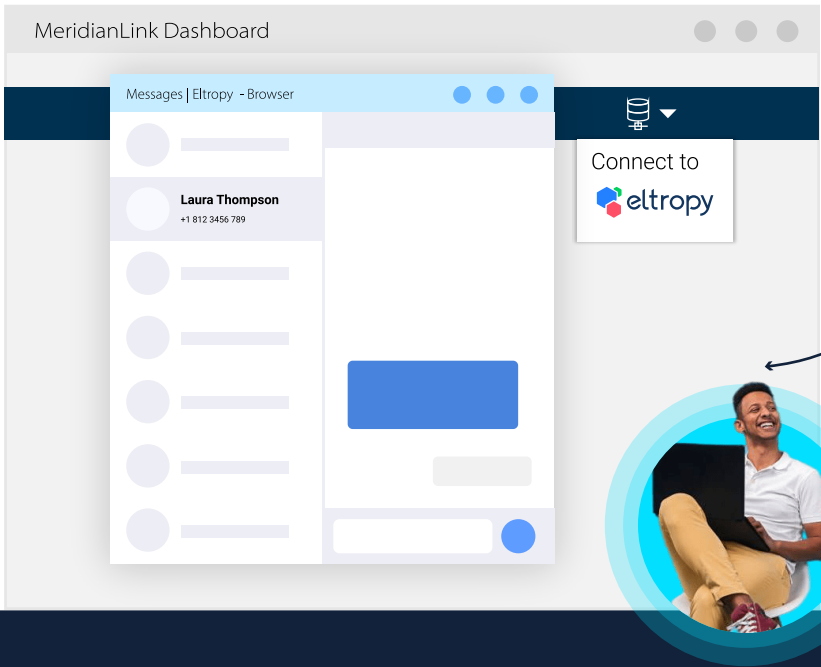 MeridianLink Dashboard
Messages | Eltropy - Browser
Laura Thompson
+1 812 3456 789
Connect to
eltropy